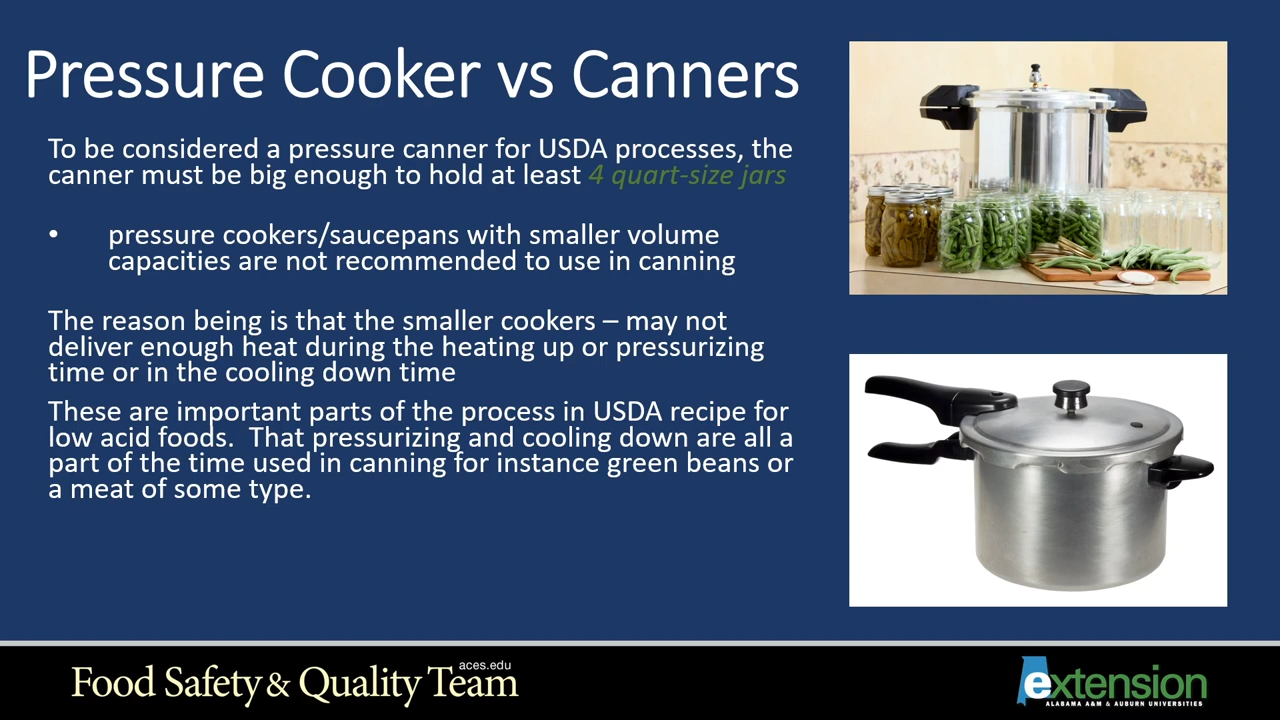 Pressure Cooker vs Canners
To be considered a pressure canner for USDA processes, the
canner must be big enough to hold at least 4 quart-size jars
• pressure cookers/saucepans with smaller volume
capacities are not recommended to use in canning
The reason being is that the smaller cookers – may not
deliver enough heat during the heating up or pressurizing
time or in the cooling down time
These are important parts of the process in USDA recipe for
low acid foods.  That pressurizing and cooling down are all a
part of the time used in canning for instance green beans or
a meat of some type.
aces.edu
Food Safety & Quality Team
extension
ALABAMA A&M & AUBURN UNIVERSITIES